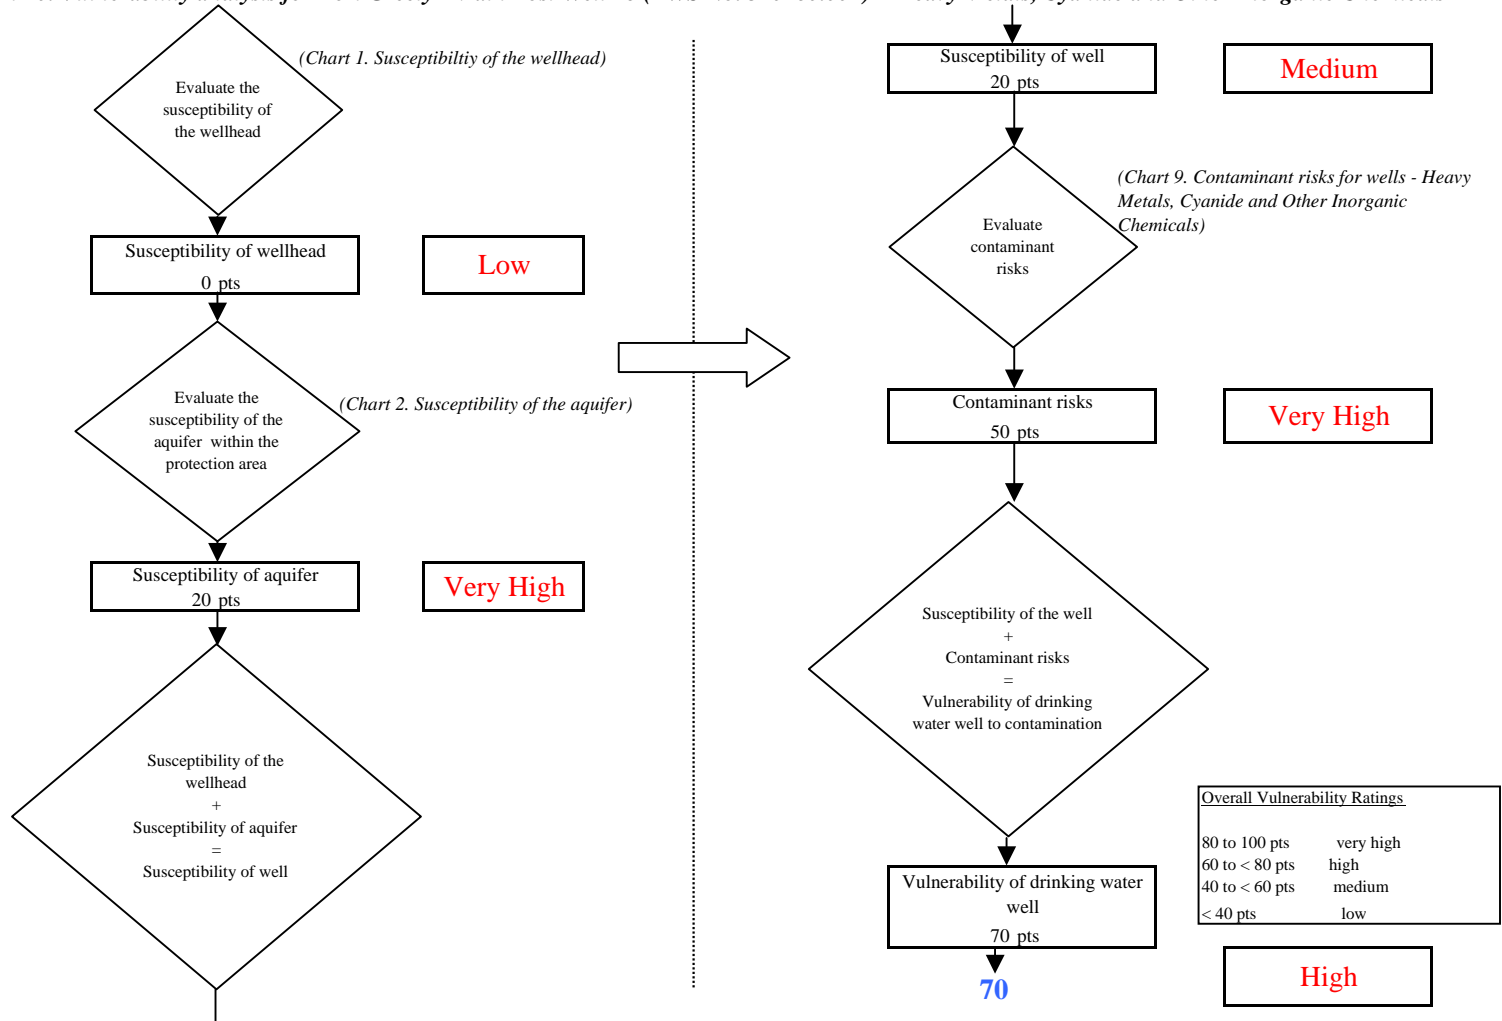 (Chart 1. Susceptibiltiy of the wellhead)
Evaluate the
susceptibility of
the wellhead
Susceptibility of wellhead
0 pts
Low
Evaluate the
susceptibility of the
aquifer within the
protection area
(Chart 2. Susceptibility of the aquifer)
Susceptibility of aquifer
20 pts
Very High
Susceptibility of the
wellhead
+
Susceptibility of aquifer
=
Susceptibility of well
Susceptibility of well
20 pts
Medium
(Chart 9. Contaminant risks for wells - Heavy
Metals, Cyanide and Other Inorganic
Chemicals)
Evaluate
contaminant
risks
Contaminant risks
50 pts
Very High
Susceptibility of the well
+
Contaminant risks
=
Vulnerability of drinking
water well to contamination
Overall Vulnerability Ratings
80 to 100 pts very high
60 to < 80 pts high
40 to < 60 pts medium
< 40 pts low
Vulnerability of drinking water
well
70 pts
70
High